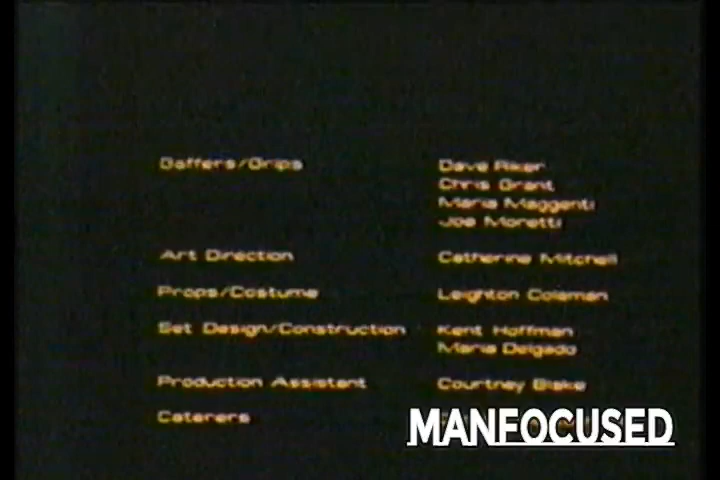 Gaffers/Grips Dave Riker
Chris Grant
Maria Maggenti
Joe Moretti
Art Direction Catherine Mitchell
Props/Costume Leighton Coleman
Set Design/Construction Kent Hoffman
Maria Delgado
Production Assistant Courtney Blake
Caterers
MANFOCUSED